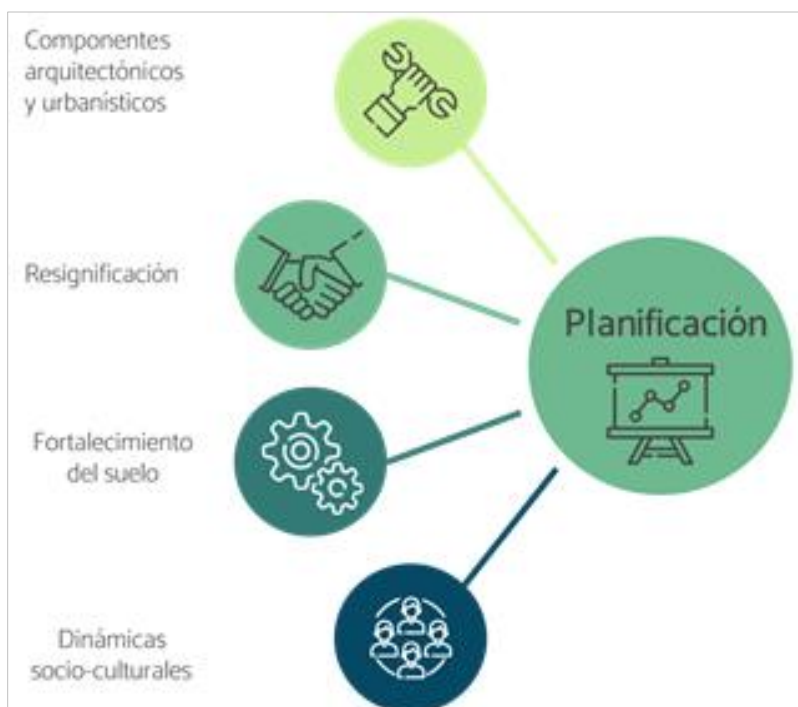 Componentes
arquitectónicos
y urbanísticos
Resignificación
Planificación
Fortalecimiento
del suelo
Dinámicas
socio-culturales